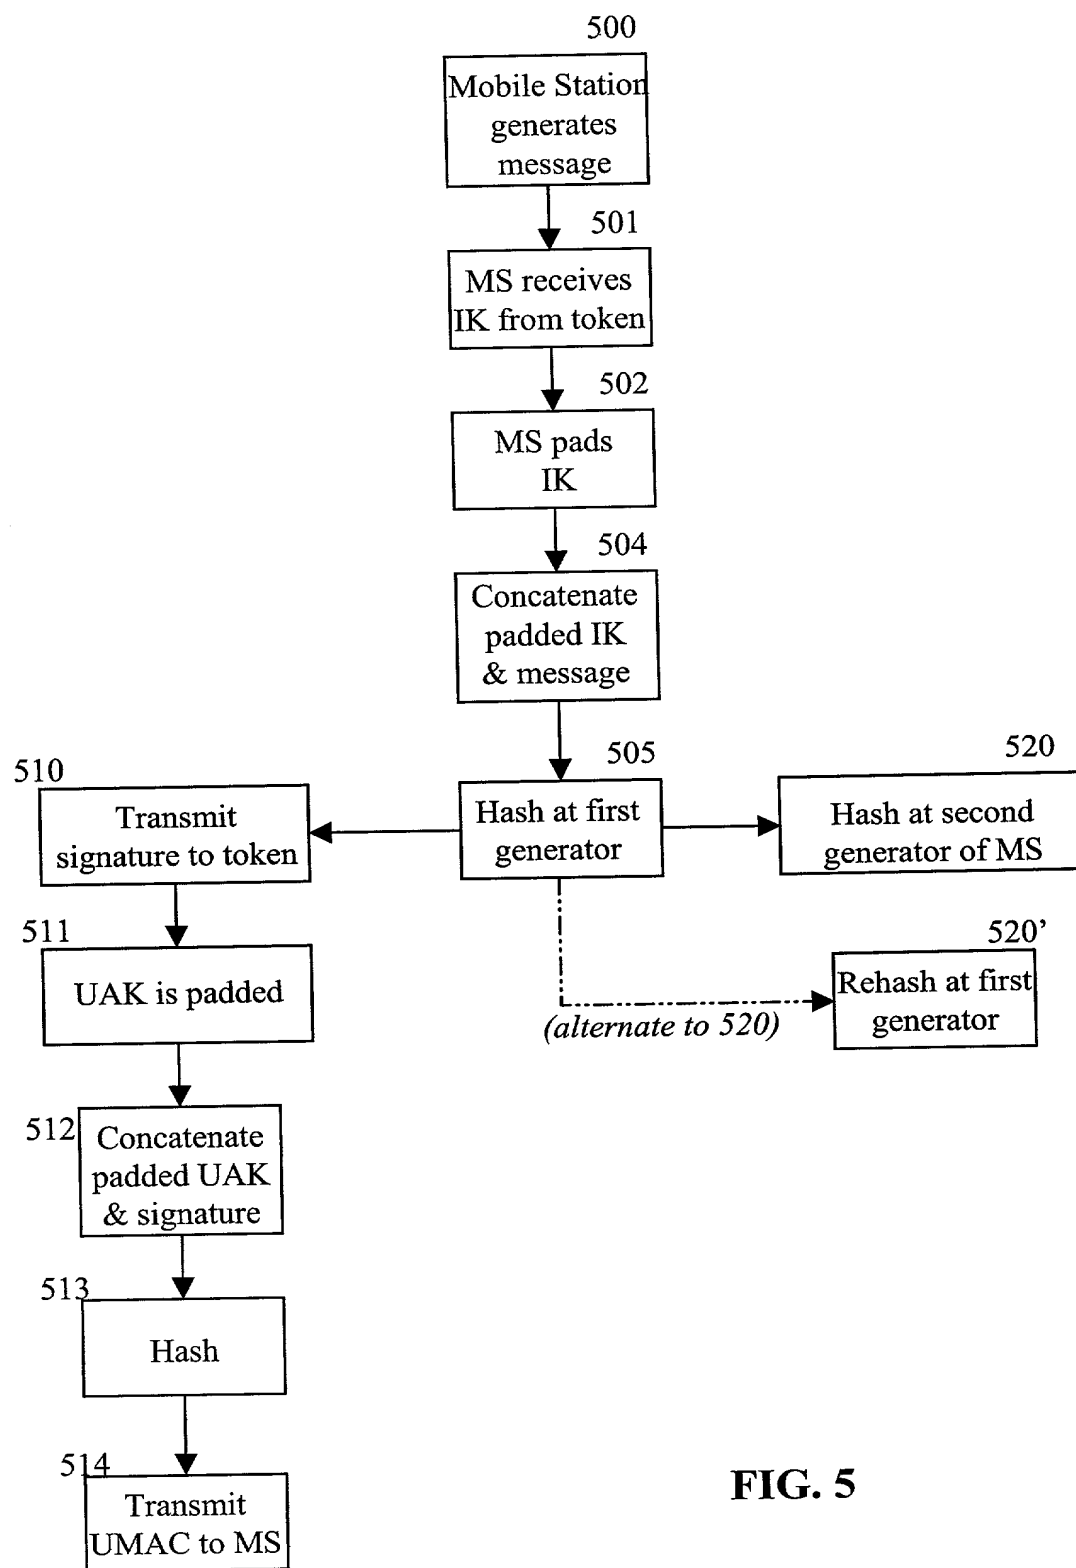 500
Mobile Station
generates
message
501
MS receives
IK from token
502
MS pads
IK
504
Concatenate
padded IK
& message
505
Hash at first
generator
510
Transmit
signature to token
511
UAK is padded
512
Concatenate
padded UAK
& signature
513
Hash
514
Transmit
UMAC to MS
520
Hash at second
generator of MS
520’
Rehash at first
generator
(alternate to 520)
FIG. 5